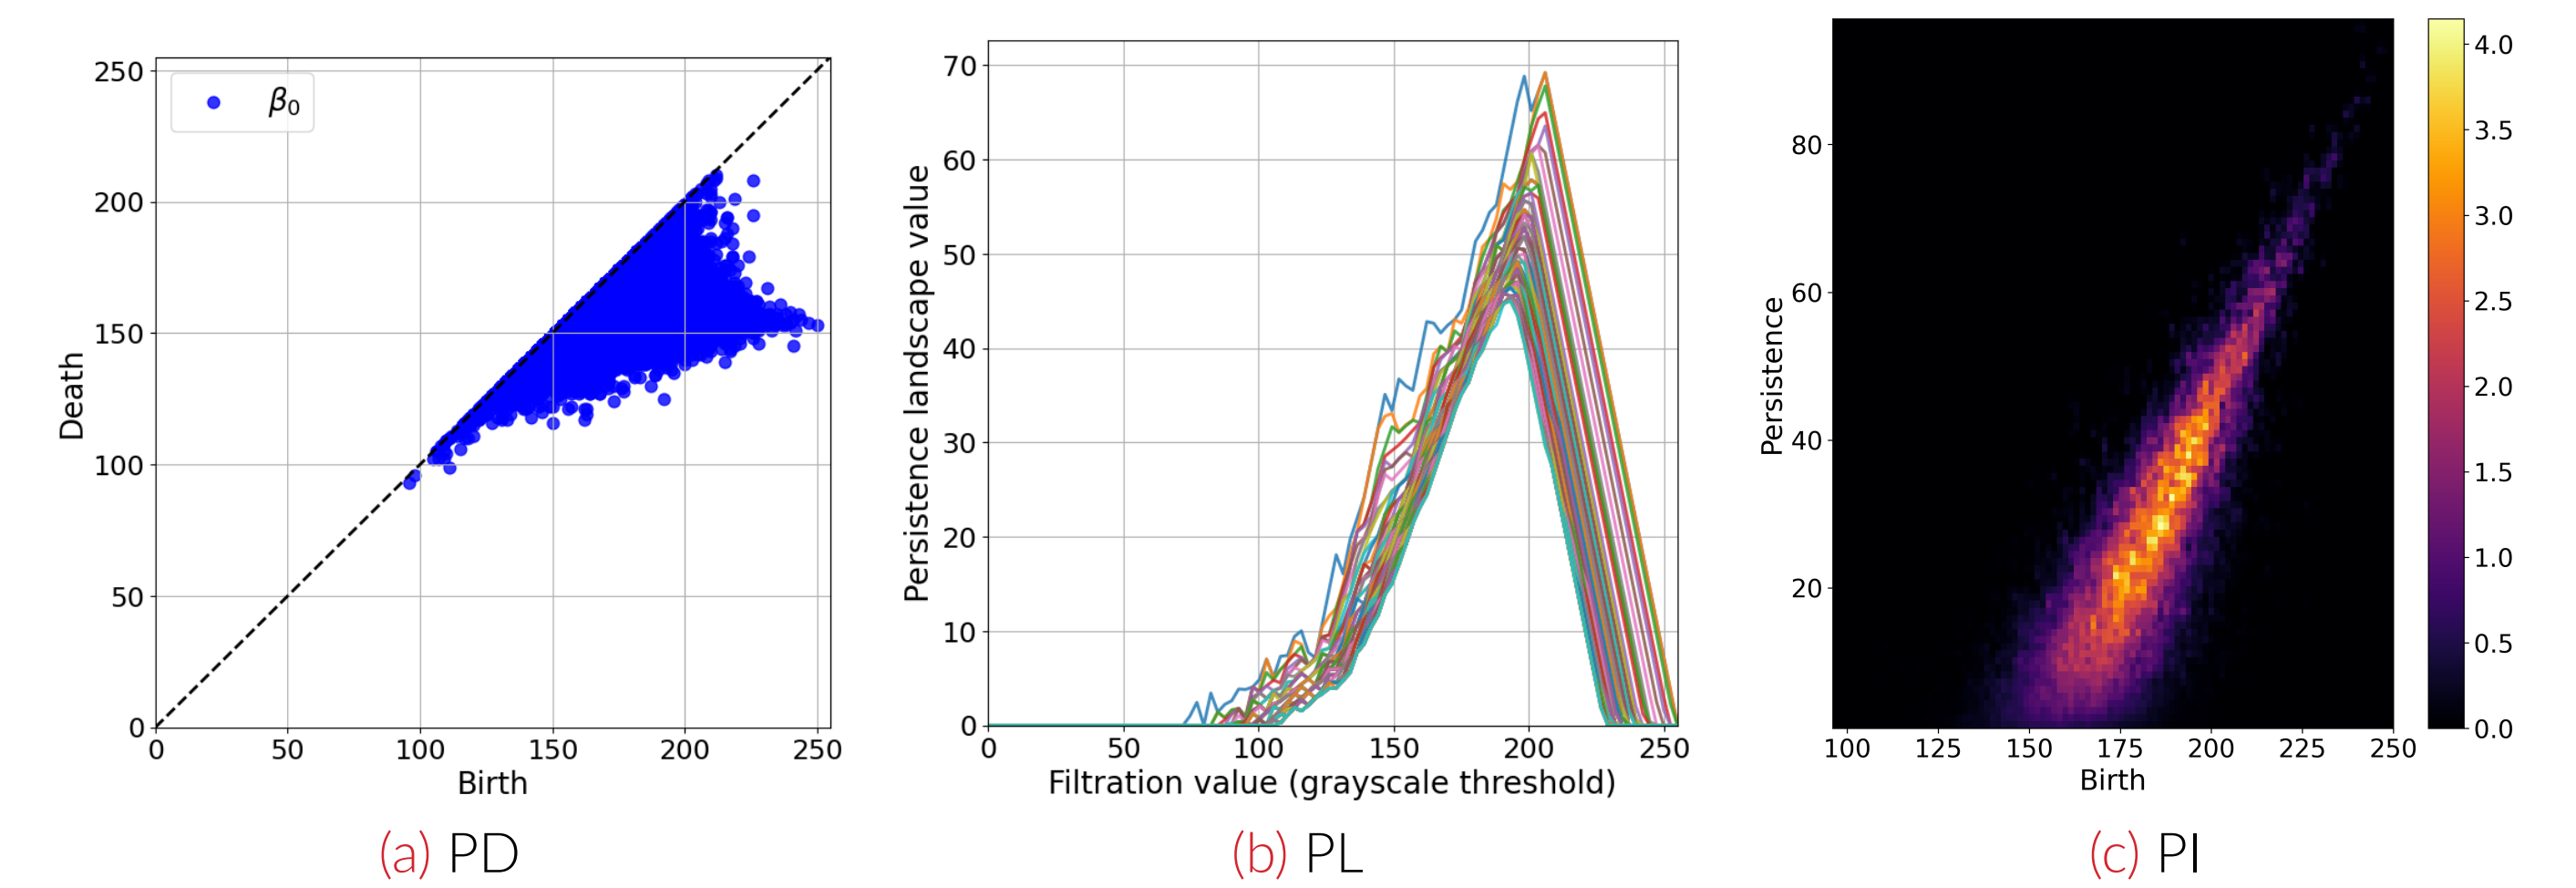 250
200
150
100
50
0
Death
β0
0 50 100 150 200 250
Birth
(a) PD
70
60
50
40
30
20
10
0
Persistence landscape value
0 50 100 150 200 250
Filtration value (grayscale threshold)
(b) PL
80
60
40
20
Persistence
100 125 150 175 200 225 250
Birth
4.0
3.5
3.0
2.5
2.0
1.5
1.0
0.5
0.0
(c) PI